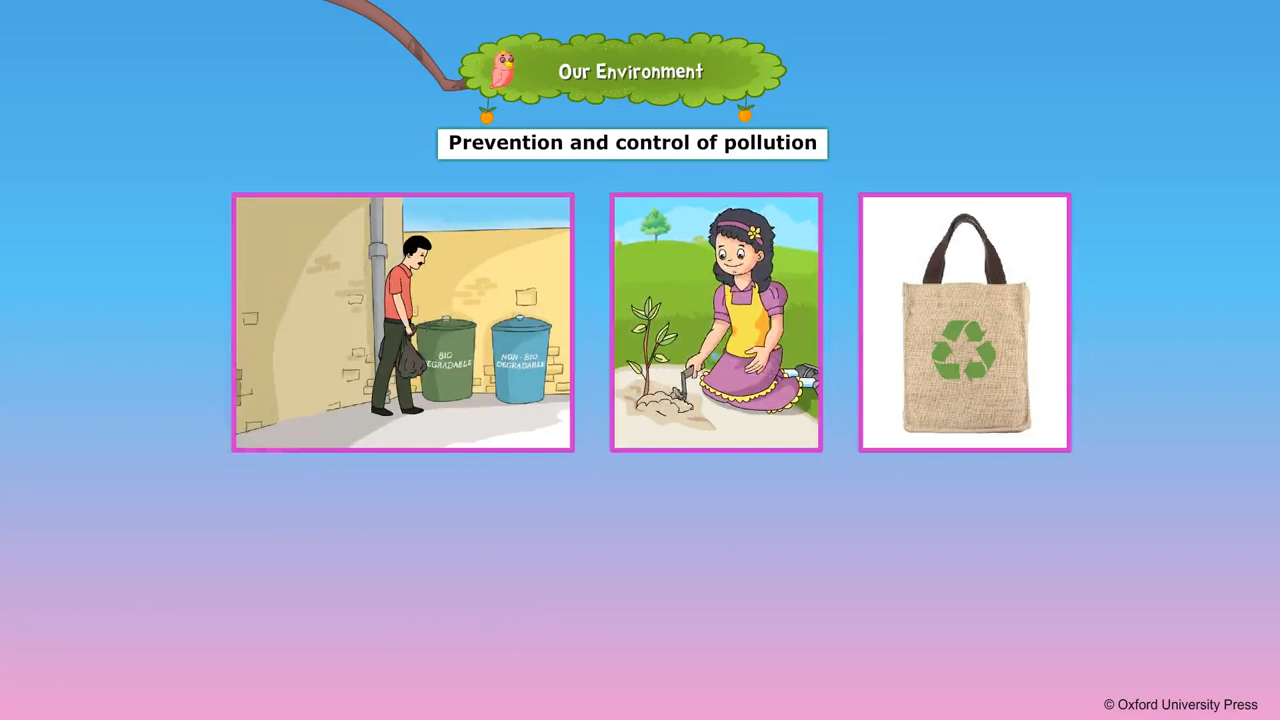 Our Environment
Prevention and control of pollution
BIO
DEGRADABLE
NON-BIO
DEGRADABLE
© Oxford University Press